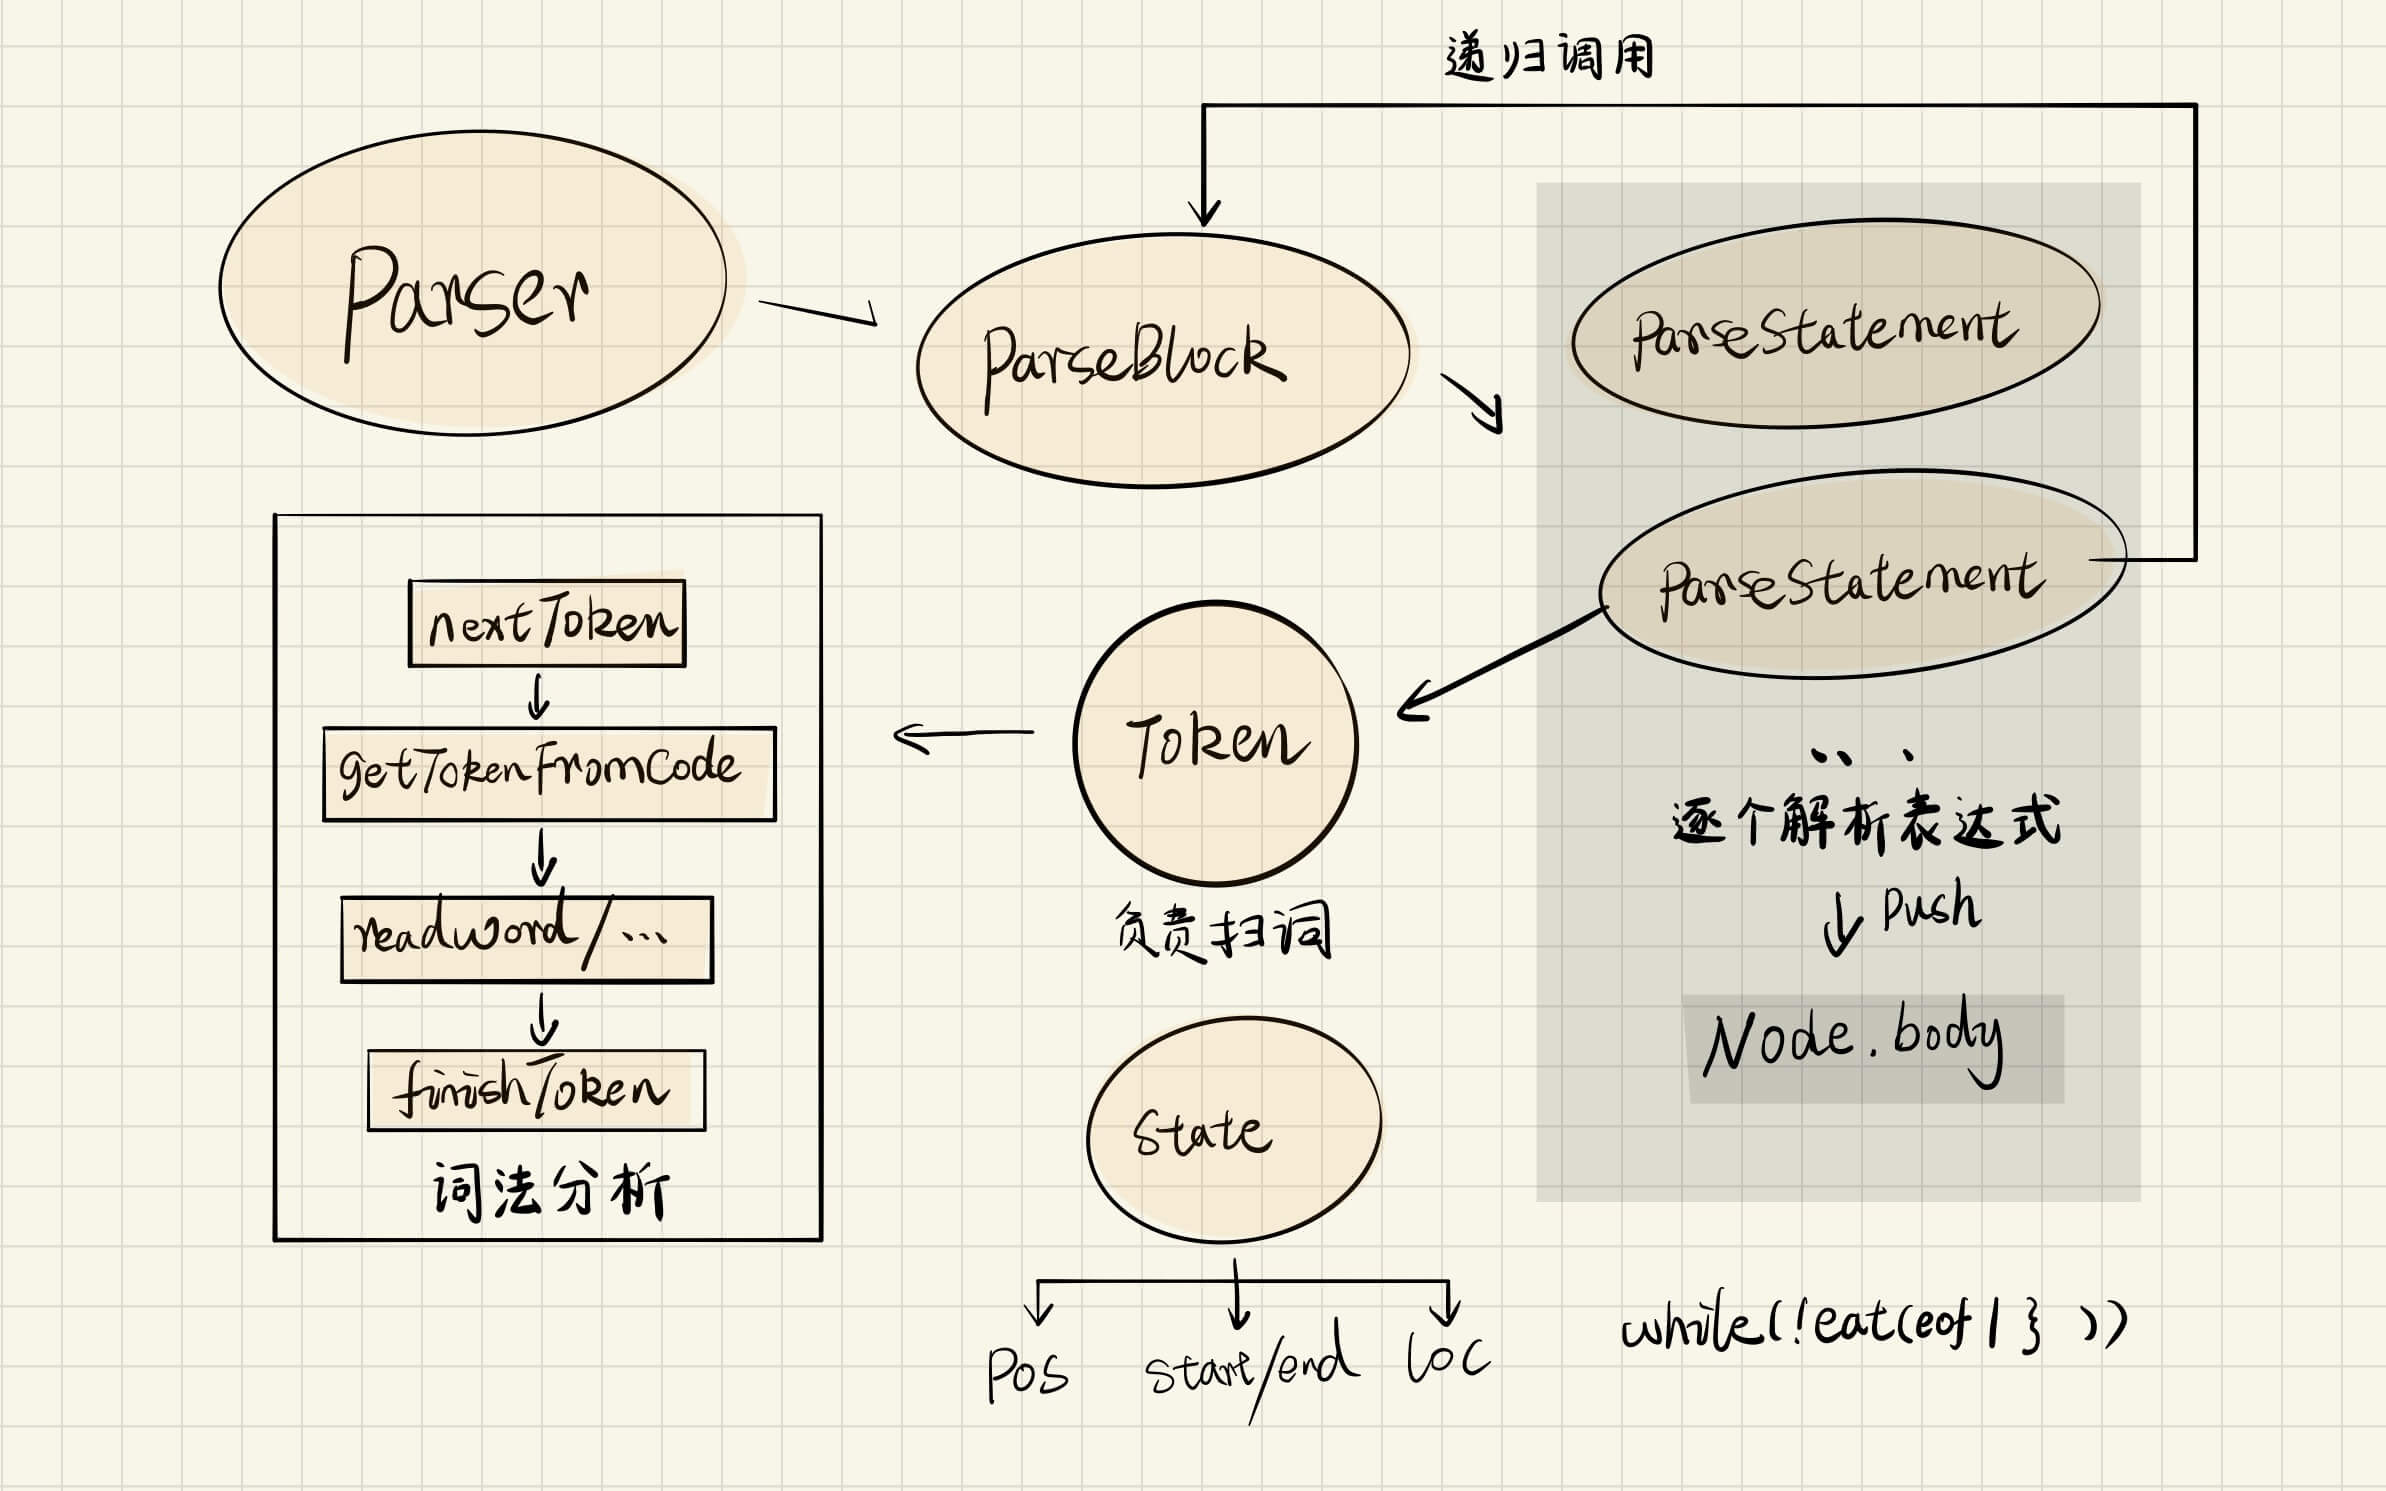 递归调用
Parser
ParseBlock
ParseStatement
ParseStatement
逐个解析表达式
push
Node.body
while(!eat(eof | } ))
Token
负责扫词
State
Pos
start/end
loc
nextToken
getTokenFromCode
readword/...
finishToken
词法分析